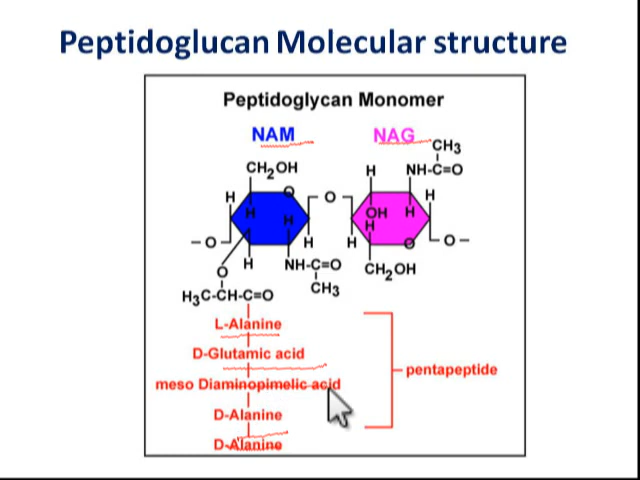 Peptidoglucan Molecular structure
Peptidoglycan Monomer
NAM NAG
CH3
CH2OH H NH-C=O
H O O H
H H OH H
H
– O H H O O –
O H NH-C=O CH2OH
CH3
H3C-CH-C=O
L-Alanine
D-Glutamic acid
pentapeptide
meso Diaminopimelic acid
D-Alanine
D-Alanine